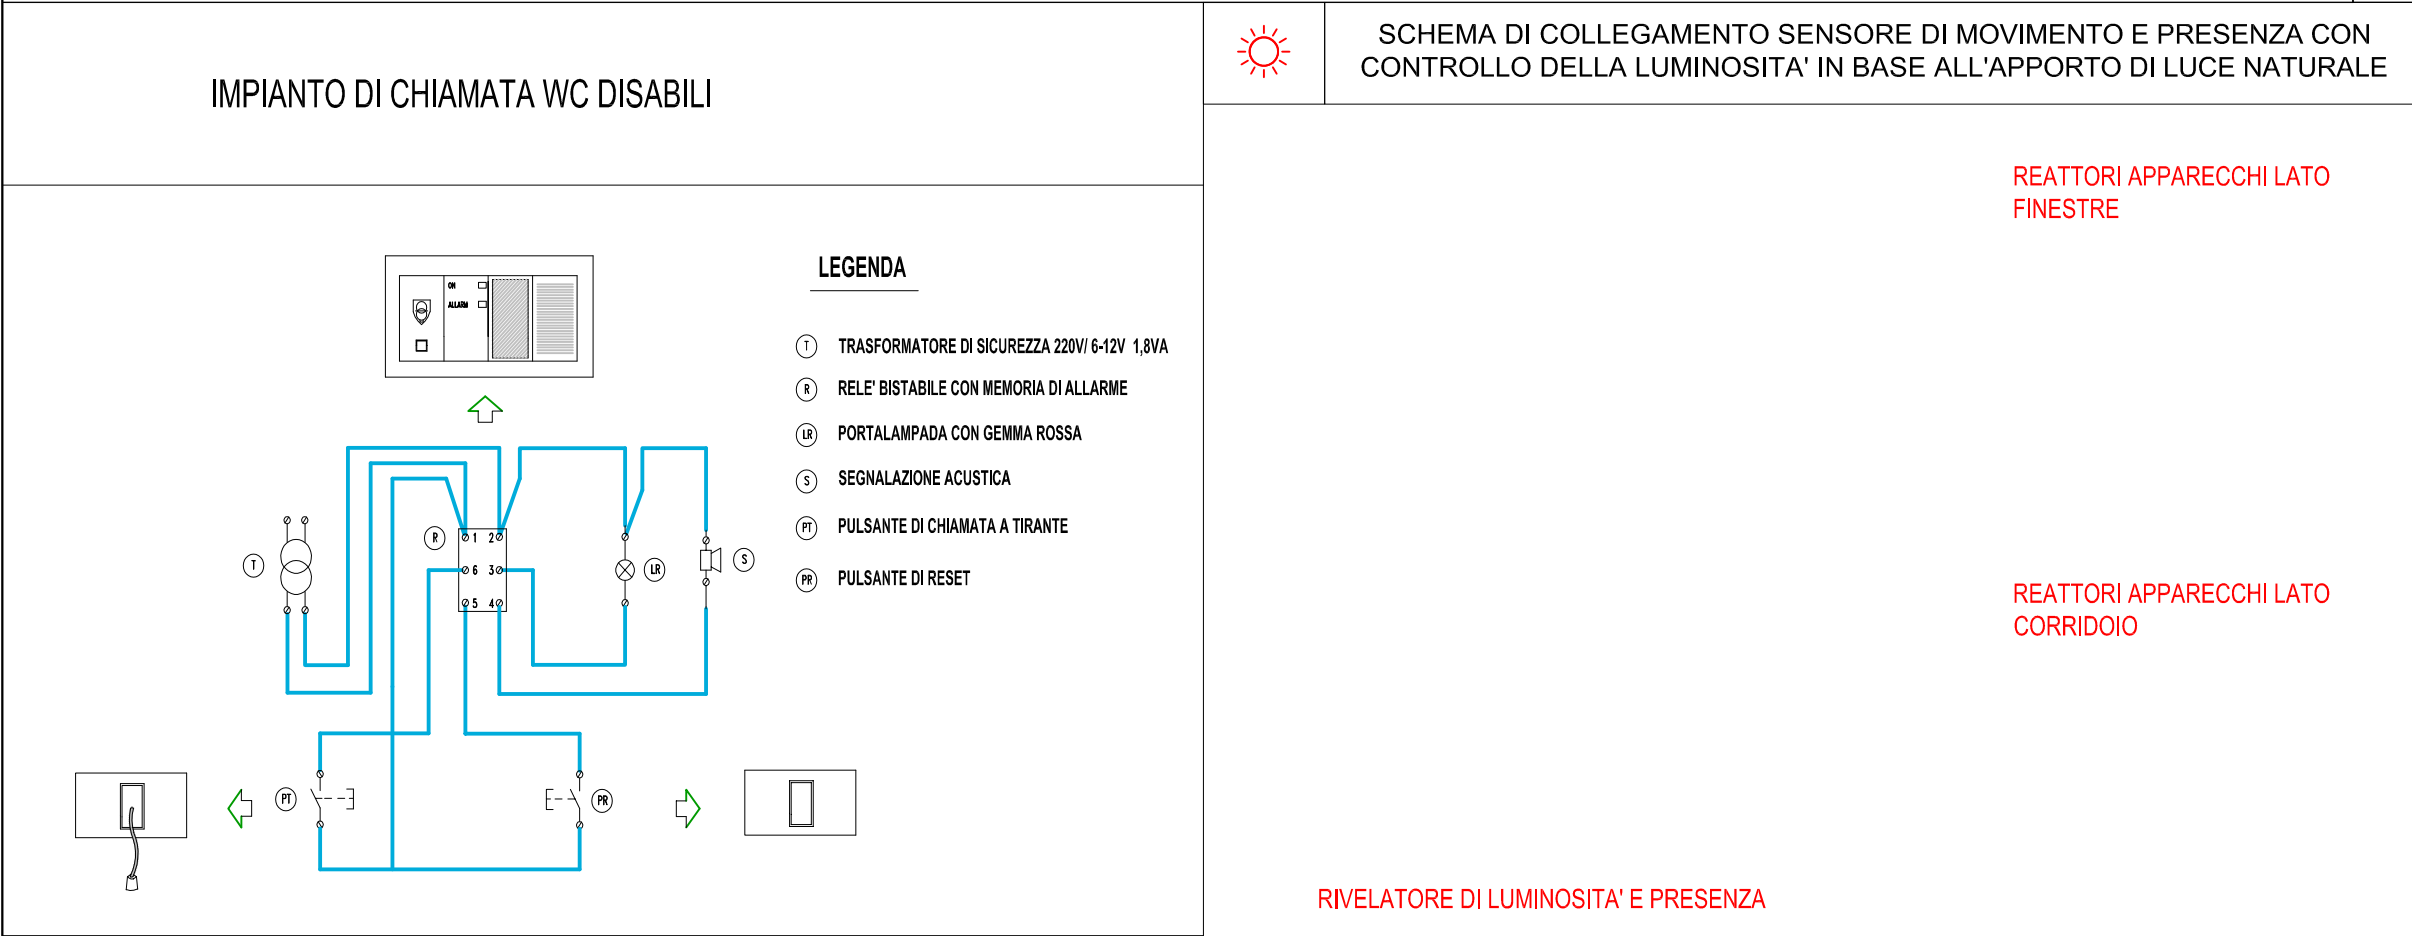 IMPIANTO DI CHIAMATA WC DISABILI
SCHEMA DI COLLEGAMENTO SENSORE DI MOVIMENTO E PRESENZA CON
CONTROLLO DELLA LUMINOSITA' IN BASE ALL'APPORTO DI LUCE NATURALE
ON
ALLARM
LEGENDA
T TRASFORMATORE DI SICUREZZA 220V/ 6-12V 1,8VA
R RELE' BISTABILE CON MEMORIA DI ALLARME
LR PORTALAMPADA CON GEMMA ROSSA
S SEGNALAZIONE ACUSTICA
PT PULSANTE DI CHIAMATA A TIRANTE
PR PULSANTE DI RESET
R
1 2
T
6 3
LR
S
5 4
PT
PR
REATTORI APPARECCHI LATO
FINESTRE
REATTORI APPARECCHI LATO
CORRIDOIO
RIVELATORE DI LUMINOSITA' E PRESENZA